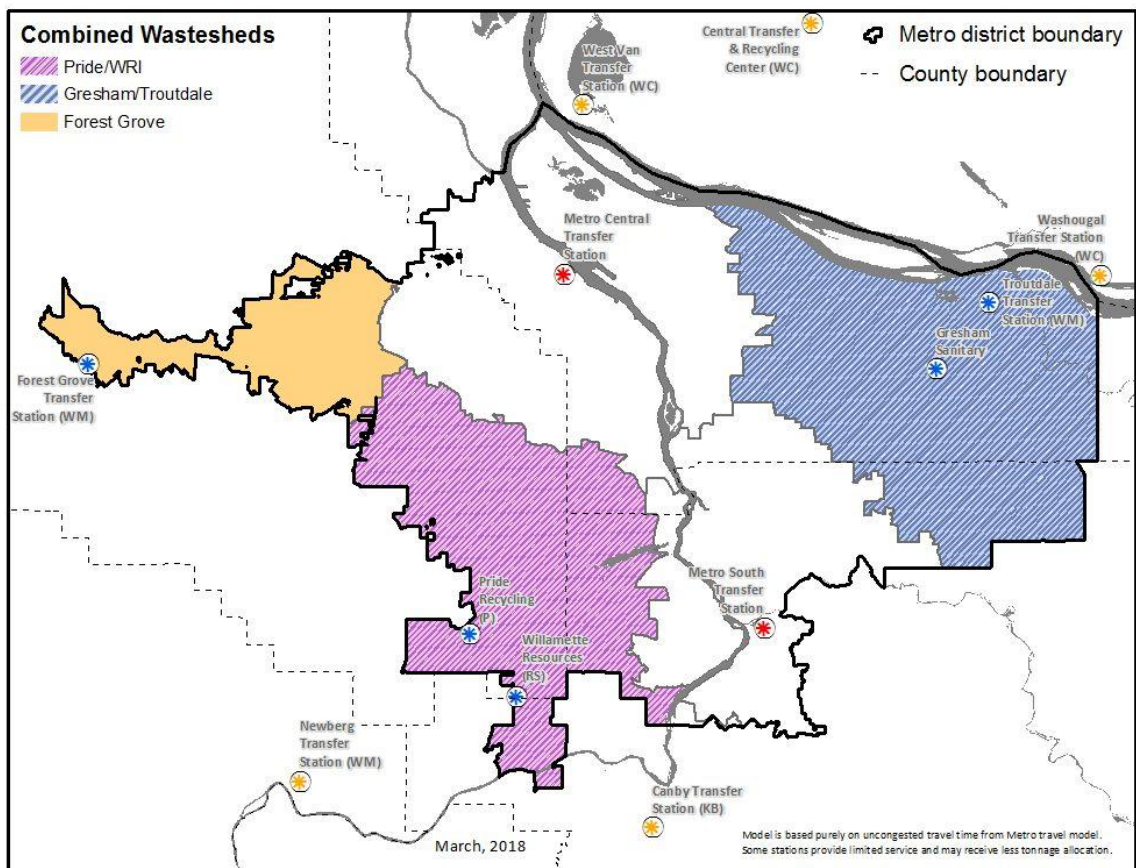 Combined Wastesheds
Pride/WRI
Gresham/Troutdale
Forest Grove
West Van
Transfer
Station (WC)
Central Transfer
& Recycling
Center (WC)
Metro district boundary
County boundary
Metro Central
Transfer
Station
Washougal
Transfer Station
(WC)
Troutdale
Transfer
Station (WM)
Gresham
Sanitary
Forest Grove
Transfer
Station (WM)
Metro South
Transfer
Station
Pride
Recycling
(P)
Willamette
Resources
(RS)
Newberg
Transfer
Station (WM)
Canby Transfer
Station (KB)
March, 2018
Model is based purely on uncongested travel time from Metro travel model.
Some stations provide limited service and may receive less tonnage allocation.